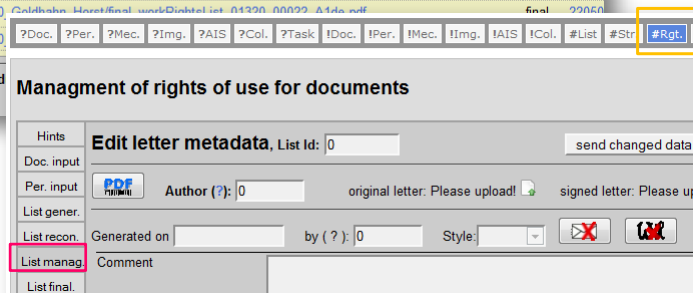 Goldhahn, Horst/final_workRightsList_01320_00022_A1de.pdf final 22050
?Doc. ?Per. ?Mec. ?Img. ?AIS ?Col. ?Task !Doc. !Per. !Mec. !Img. !AIS !Col. #List #Str #Rgt.
Managment of rights of use for documents
Hints
Edit letter metadata, List Id: 0 send changed data
Doc. input
Per. input PDF Author (?): 0 original letter: Please upload! signed letter: Please up
List gener.
List recon. Generated on by ( ? ): 0 Style:
List manag. Comment
List final.